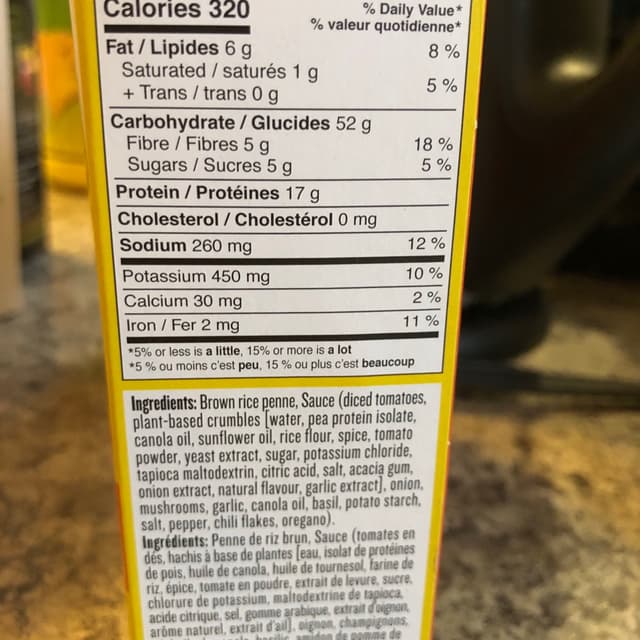 Calories 320
% Daily Value*
% valeur quotidienne*
Fat / Lipides 6 g 8 %
Saturated / saturés 1 g
+ Trans / trans 0 g 5 %
Carbohydrate / Glucides 52 g
Fibre / Fibres 5 g 18 %
Sugars / Sucres 5 g 5 %
Protein / Protéines 17 g
Cholesterol / Cholestérol 0 mg
Sodium 260 mg 12 %
Potassium 450 mg 10 %
Calcium 30 mg 2 %
Iron / Fer 2 mg 11 %
*5% or less is a little, 15% or more is a lot
*5 % ou moins c'est peu, 15 % ou plus c'est beaucoup
Ingredients: Brown rice penne, Sauce (diced tomatoes,
plant-based crumbles [water, pea protein isolate,
canola oil, sunflower oil, rice flour, spice, tomato
powder, yeast extract, sugar, potassium chloride,
tapioca maltodextrin, citric acid, salt, acacia gum,
onion extract, natural flavour, garlic extract], onion,
mushrooms, garlic, canola oil, basil, potato starch,
salt, pepper, chili flakes, oregano).
Ingrédients: Penne de riz brun, Sauce (tomates en
dés, hachis à base de plantes [eau, isolat de protéines
de pois, huile de canola, huile de tournesol, farine de
riz, épice, tomate en poudre, extrait de levure, sucre,
chlorure de potassium, maltodextrine de tapioca,
acide citrique, sel, gomme arabique, extrait d'oignon,
arôme naturel, extrait d'ail], oignon, champignons,
basilic, amidon de pomme de